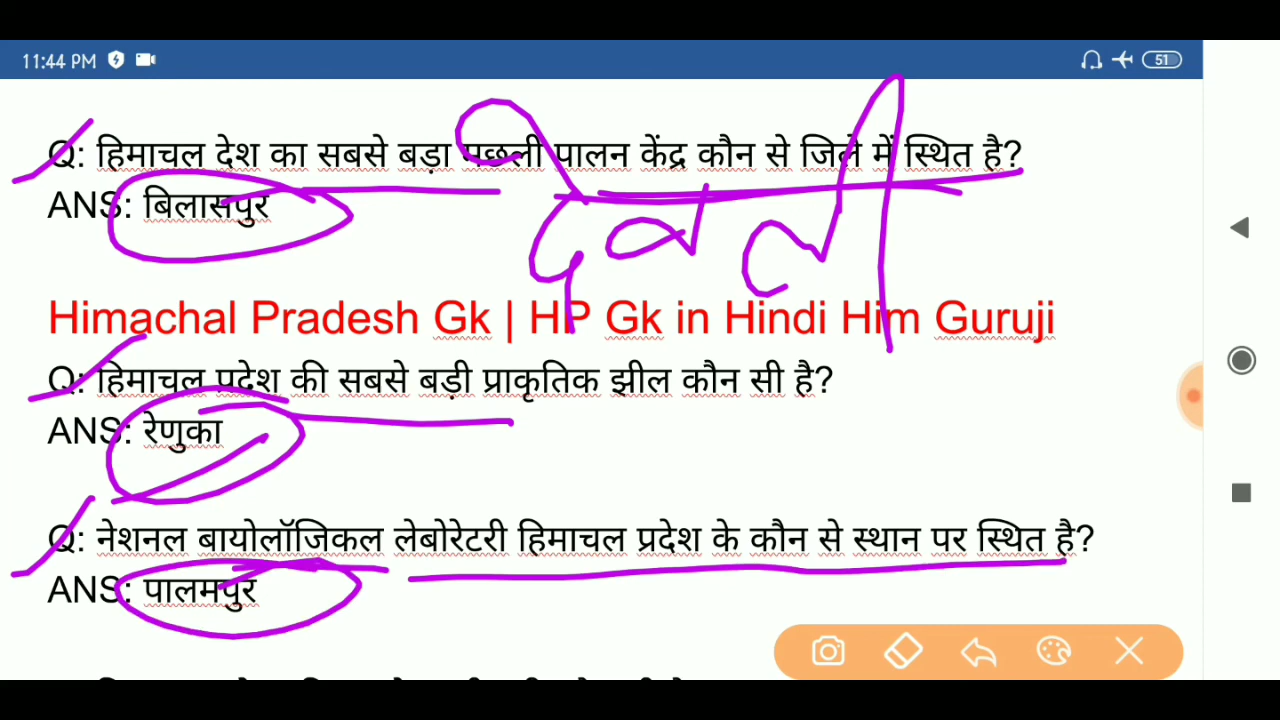 11:44 PM
51
Q: हिमाचल देश का सबसे बड़ा मछली पालन केंद्र कौन से जिले में स्थित है?
ANS: बिलासपुर
Himachal Pradesh Gk | HP Gk in Hindi Him Guruji
Q: हिमाचल प्रदेश की सबसे बड़ी प्राकृतिक झील कौन सी है?
ANS: रेणुका
Q: नेशनल बायोलॉजिकल लेबोरेटरी हिमाचल प्रदेश के कौन से स्थान पर स्थित है?
ANS: पालमपुर